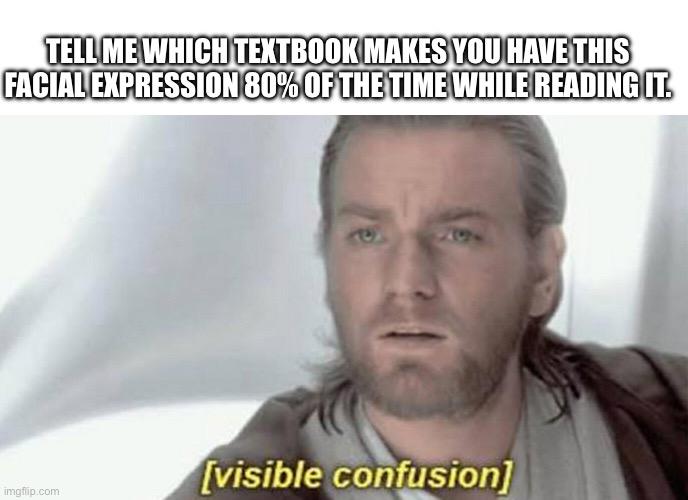 TELL ME WHICH TEXTBOOK MAKES YOU HAVE THIS
FACIAL EXPRESSION 80% OF THE TIME WHILE READING IT.
[visible confusion]
imgflip.com